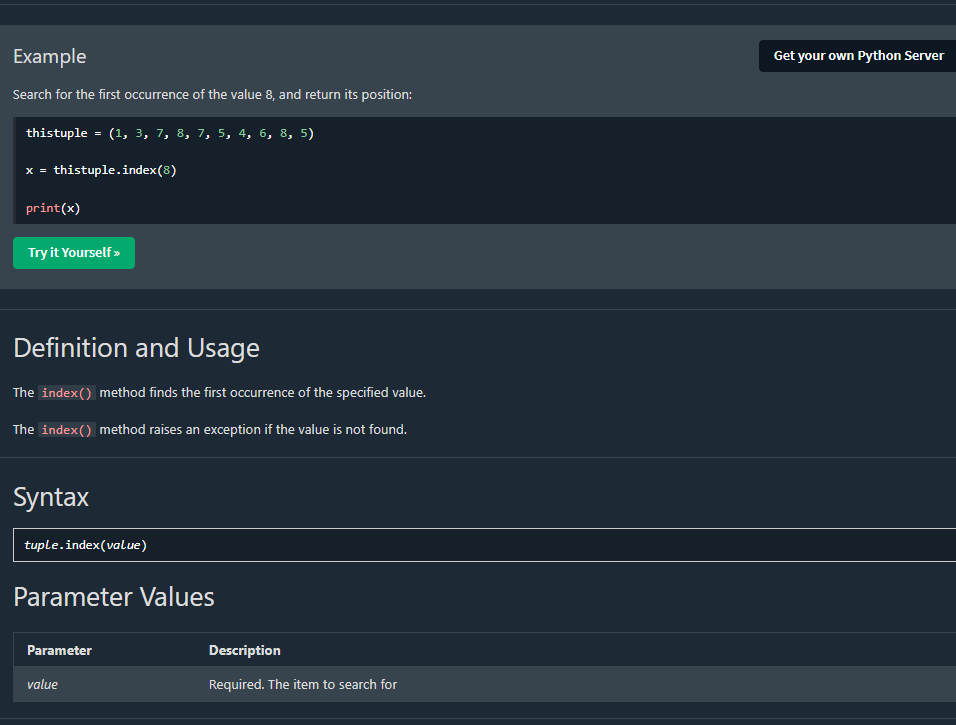 Example
Get your own Python Server
Search for the first occurrence of the value 8, and return its position:
thistuple = (1, 3, 7, 8, 7, 5, 4, 6, 8, 5)
x = thistuple.index(8)
print(x)
Try it Yourself »
Definition and Usage
The index() method finds the first occurrence of the specified value.
The index() method raises an exception if the value is not found.
Syntax
tuple.index(value)
Parameter Values
Parameter Description
value Required. The item to search for